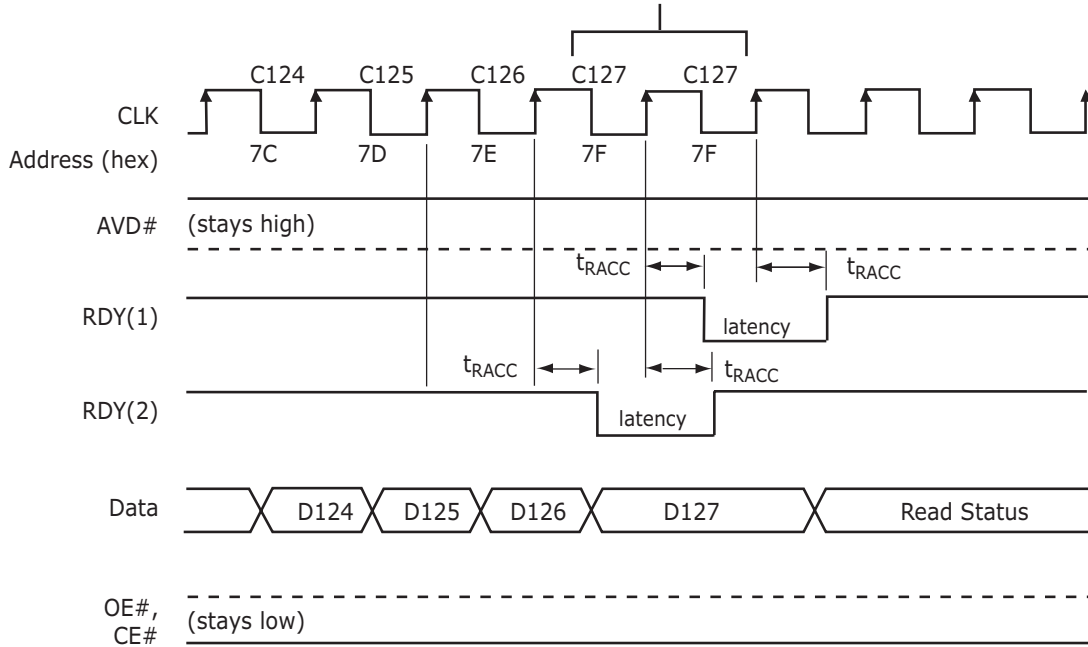 C124 C125 C126 C127 C127
CLK
Address (hex) 7C 7D 7E 7F 7F
AVD# (stays high)
tRACC tRACC
RDY(1) latency
tRACC tRACC
RDY(2) latency
Data D124 D125 D126 D127 Read Status
OE#,
CE# (stays low)